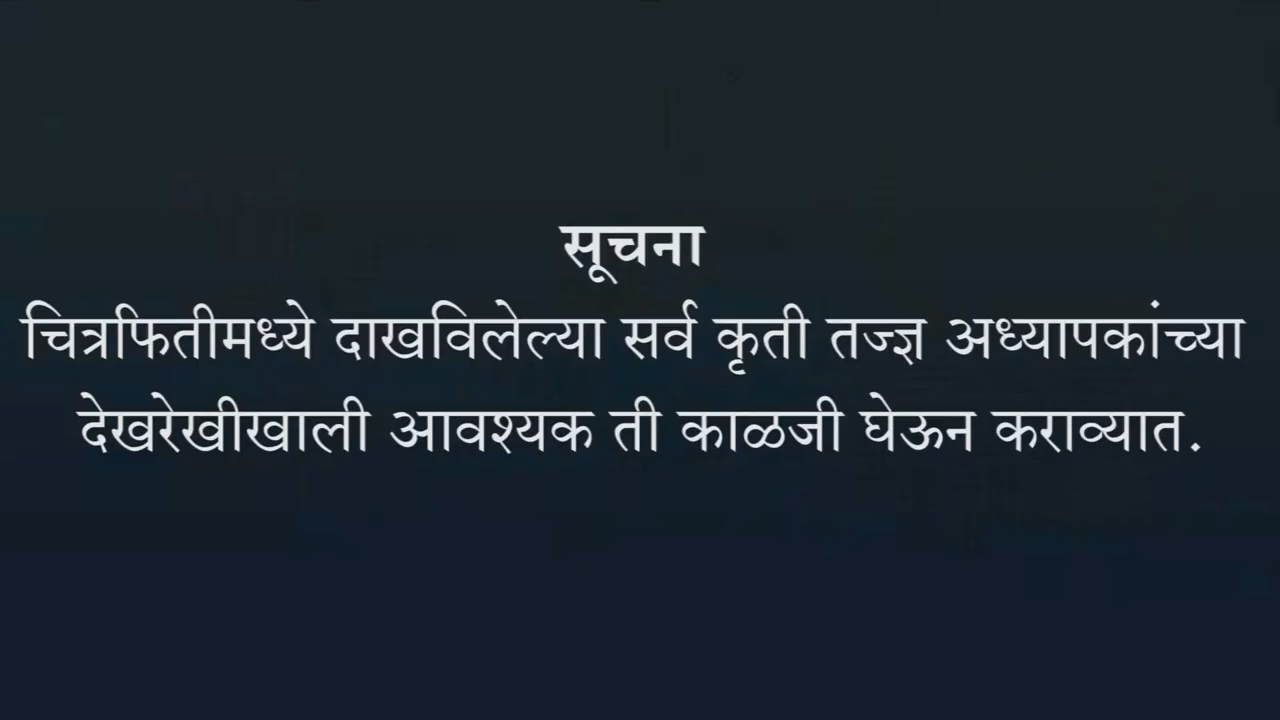 सूचना
चित्रफितीमध्ये दाखविलेल्या सर्व कृती तज्ज्ञ अध्यापकांच्या
देखरेखीखाली आवश्यक ती काळजी घेऊन कराव्यात.